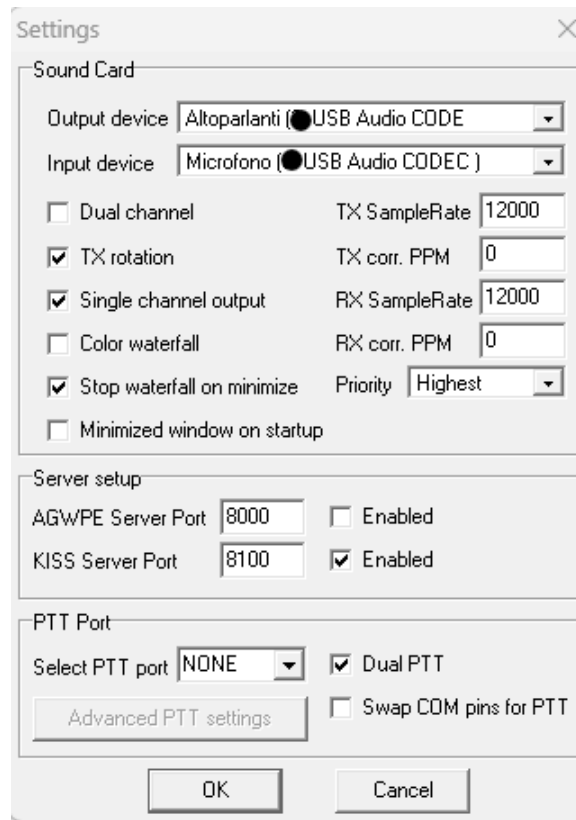 Settings
Sound Card
Output device Altoparlanti (USB Audio CODE
Input device Microfono (USB Audio CODEC )
Dual channel TX SampleRate 12000
TX rotation TX corr. PPM 0
Single channel output RX SampleRate 12000
Color waterfall RX corr. PPM 0
Stop waterfall on minimize Priority Highest
Minimized window on startup
Server setup
AGWPE Server Port 8000 Enabled
KISS Server Port 8100 Enabled
PTT Port
Select PTT port NONE Dual PTT
Advanced PTT settings Swap COM pins for PTT
OK Cancel